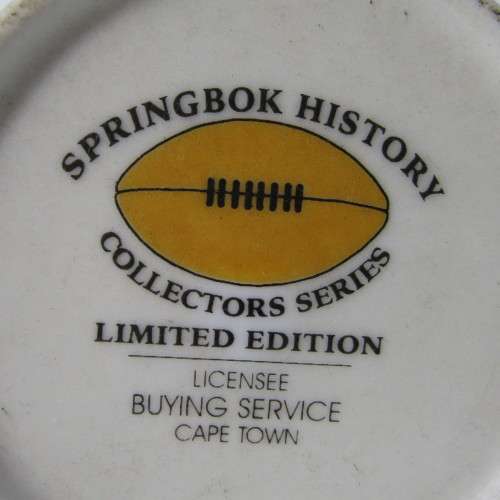 SPRINGBOK HISTORY
COLLECTORS SERIES
LIMITED EDITION
LICENSEE
BUYING SERVICE
CAPE TOWN